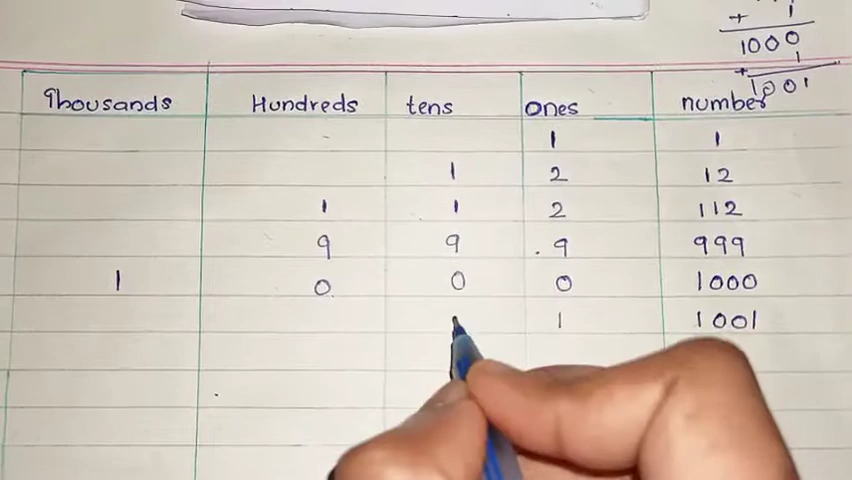 + 1
1000
+ 1
1001
Thousands Hundreds tens ones number
1 1
1 2 12
1 1 2 112
9 9 9 999
1 0 0 0 1000
1 1001